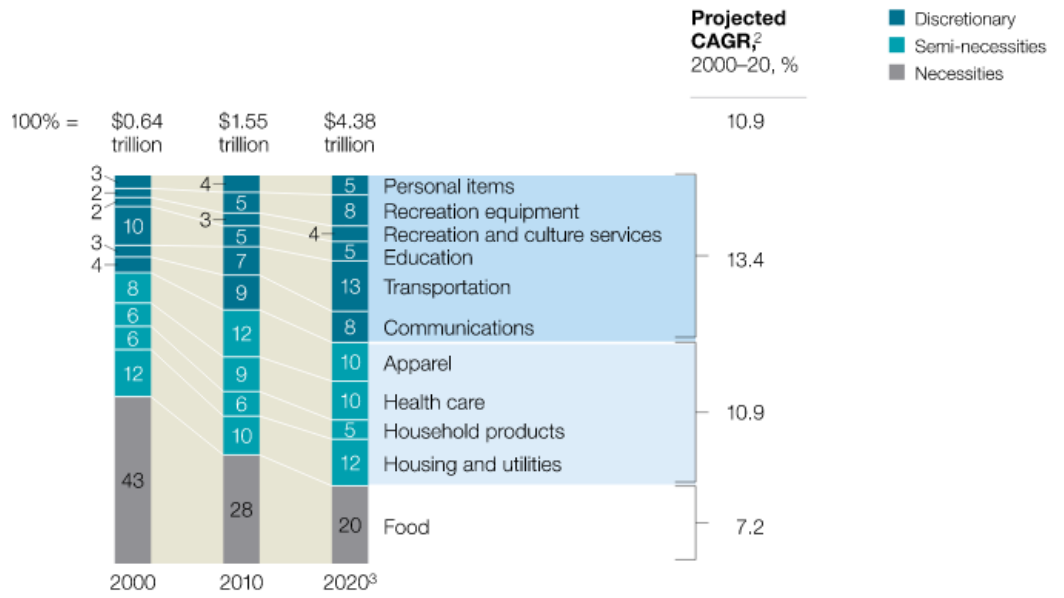 Projected
CAGR,2
2000–20, %
Discretionary
Semi-necessities
Necessities
100% =
$0.64
trillion
$1.55
trillion
$4.38
trillion
10.9
3
2
2
10
3
4
8
6
6
12
43
4
5
3
5
7
9
12
9
6
10
28
5
8
4
5
13
8
10
10
5
12
20
Personal items
Recreation equipment
Recreation and culture services
Education
Transportation
Communications
Apparel
Health care
Household products
Housing and utilities
Food
13.4
10.9
7.2
2000
2010
20203